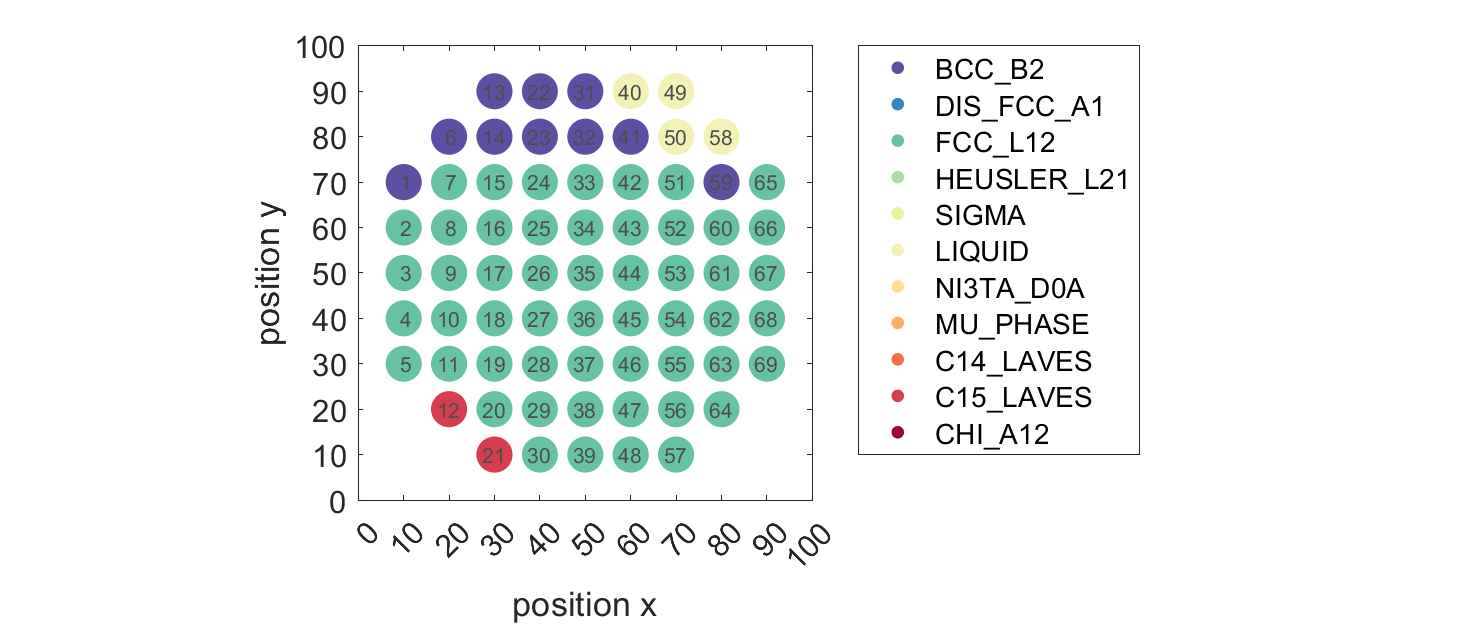 100
90 13 22 31 40 49
80 6 14 23 32 41 50 58
70 1 7 15 24 33 42 51 59 65
60 2 8 16 25 34 43 52 60 66
50 3 9 17 26 35 44 53 61 67
40 4 10 18 27 36 45 54 62 68
30 5 11 19 28 37 46 55 63 69
20 12 20 29 38 47 56 64
10 21 30 39 48 57
0
0 10 20 30 40 50 60 70 80 90 100
position x
position y
BCC_B2
DIS_FCC_A1
FCC_L12
HEUSLER_L21
SIGMA
LIQUID
NI3TA_D0A
MU_PHASE
C14_LAVES
C15_LAVES
CHI_A12